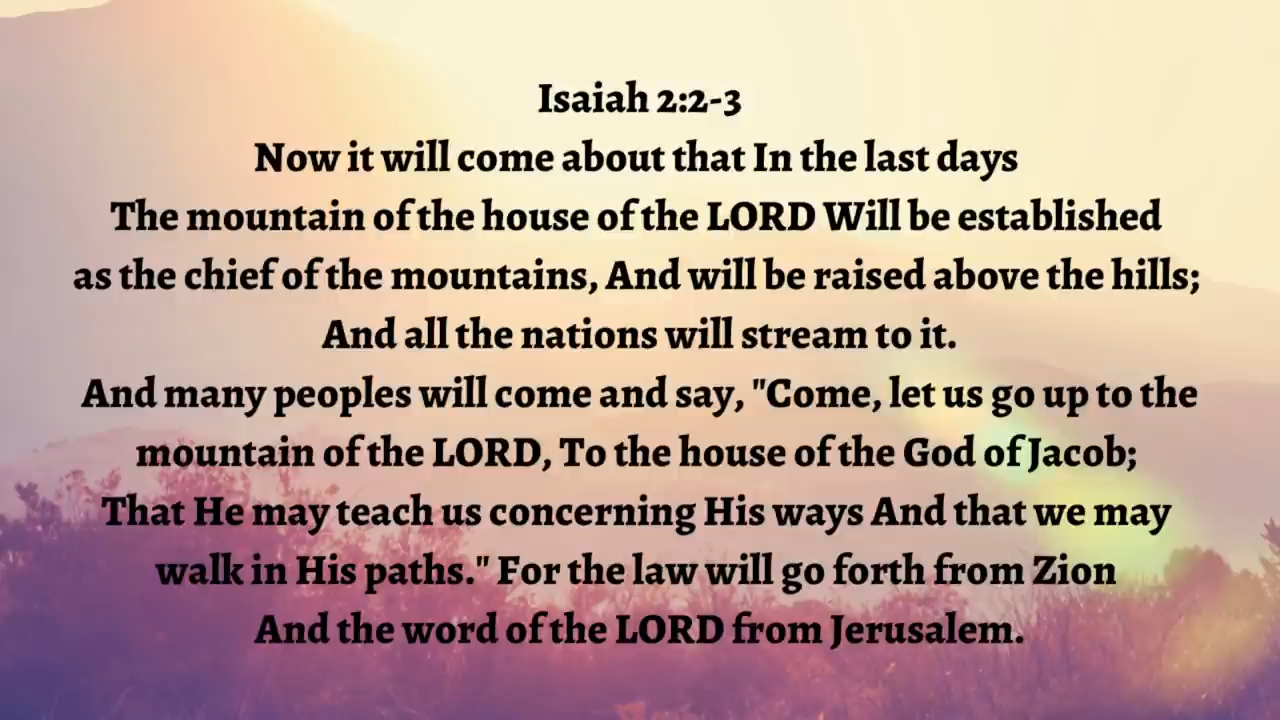 Isaiah 2:2-3
Now it will come about that In the last days
The mountain of the house of the LORD Will be established
as the chief of the mountains, And will be raised above the hills;
And all the nations will stream to it.
And many peoples will come and say, "Come, let us go up to the
mountain of the LORD, To the house of the God of Jacob;
That He may teach us concerning His ways And that we may
walk in His paths." For the law will go forth from Zion
And the word of the LORD from Jerusalem.